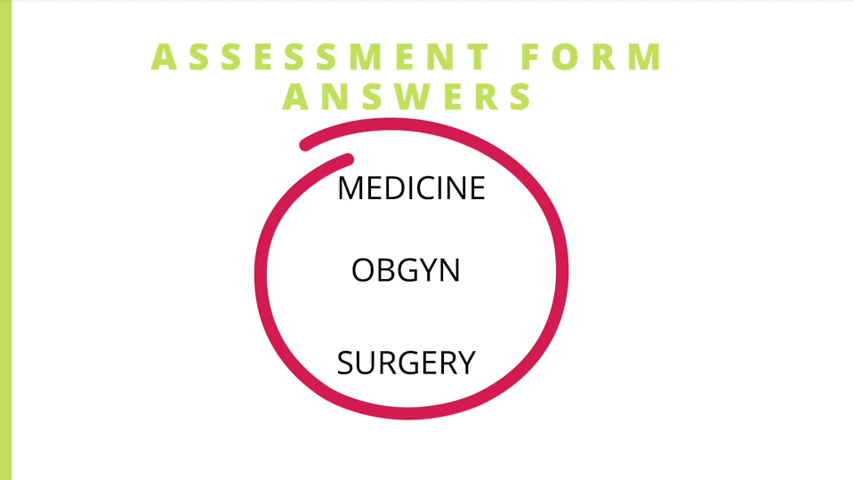 ASSESSMENT FORM
ANSWERS
MEDICINE
OBGYN
SURGERY